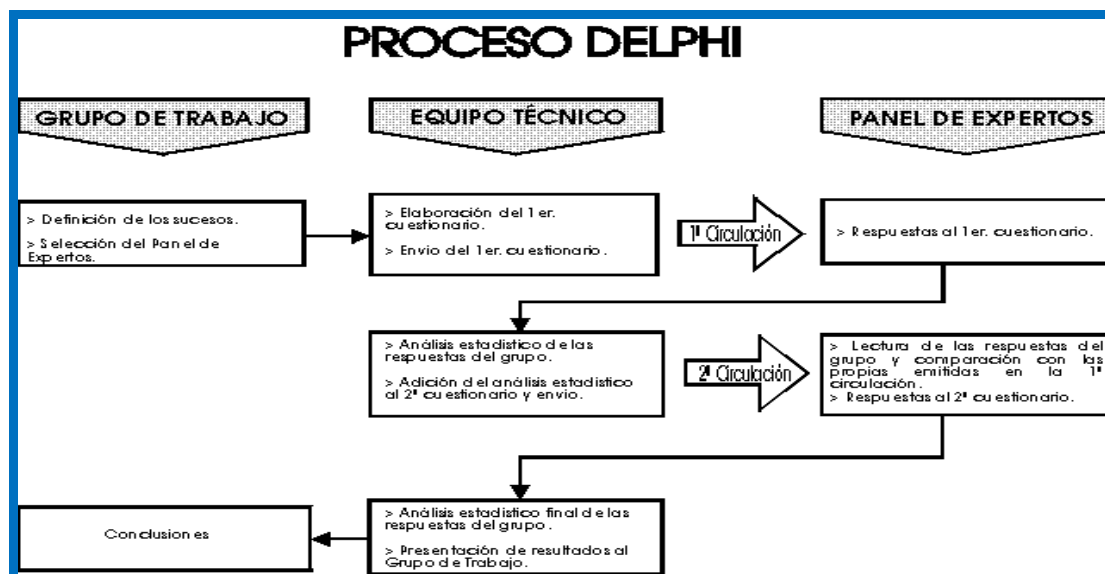 PROCESO DELPHI
GRUPO DE TRABAJO
EQUIPO TÉCNICO
PANEL DE EXPERTOS
> Definición de los sucesos.
> Selección del Panel de
Expertos.
> Elaboración del 1er.
cuestionario.
> Envio del 1er. cuestionario.
1ª Circulación
> Respuestas al 1er. cuestionario.
> Análisis estadístico de las
respuestas del grupo.
> Adición del análisis estadístico
al 2º cuestionario y envio.
2ª Circulación
> Lectura de las respuestas del
grupo y comparación con las
propias emitidas en la 1ª
circulación.
> Respuestas al 2º cuestionario.
> Análisis estadístico final de las
respuestas del grupo.
> Presentación de resultados al
Grupo de Trabajo.
Conclusiones